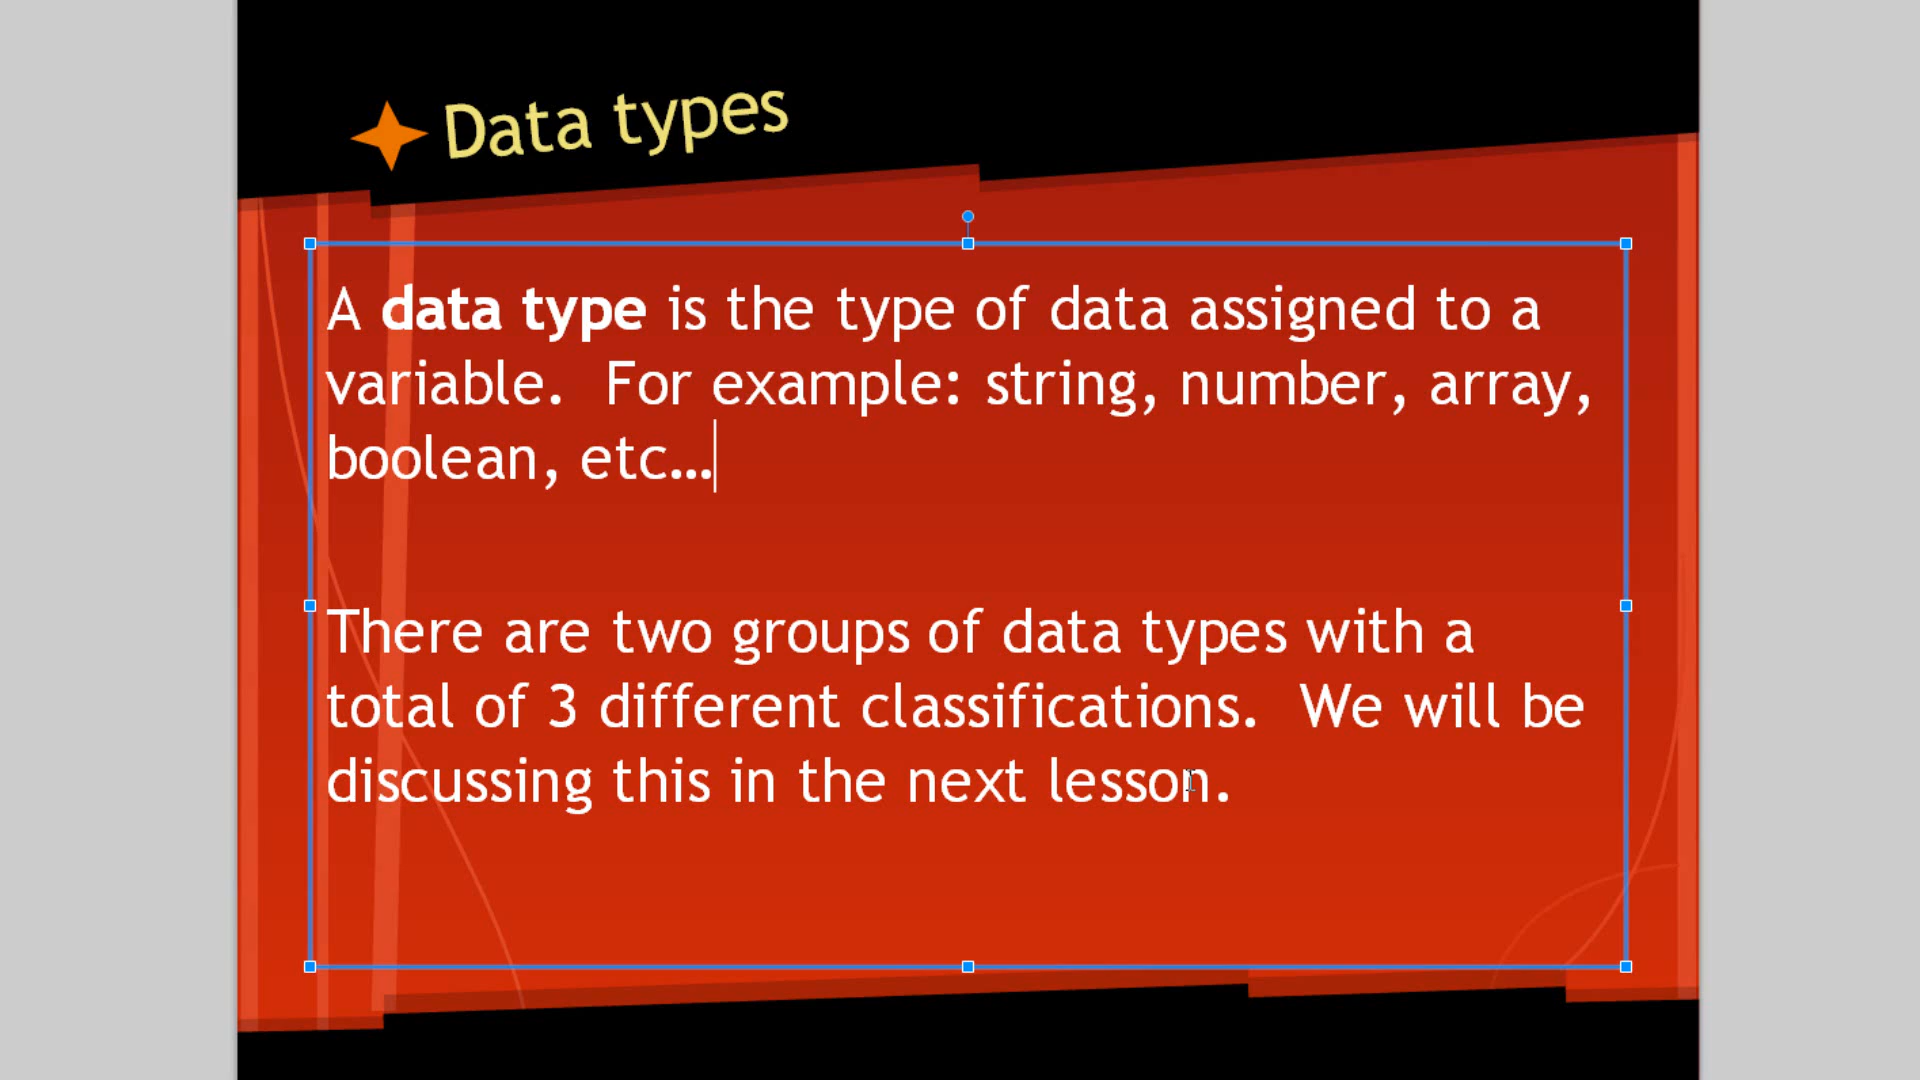 Data types
A data type is the type of data assigned to a
variable.  For example: string, number, array,
boolean, etc...
There are two groups of data types with a
total of 3 different classifications.  We will be
discussing this in the next lesson.